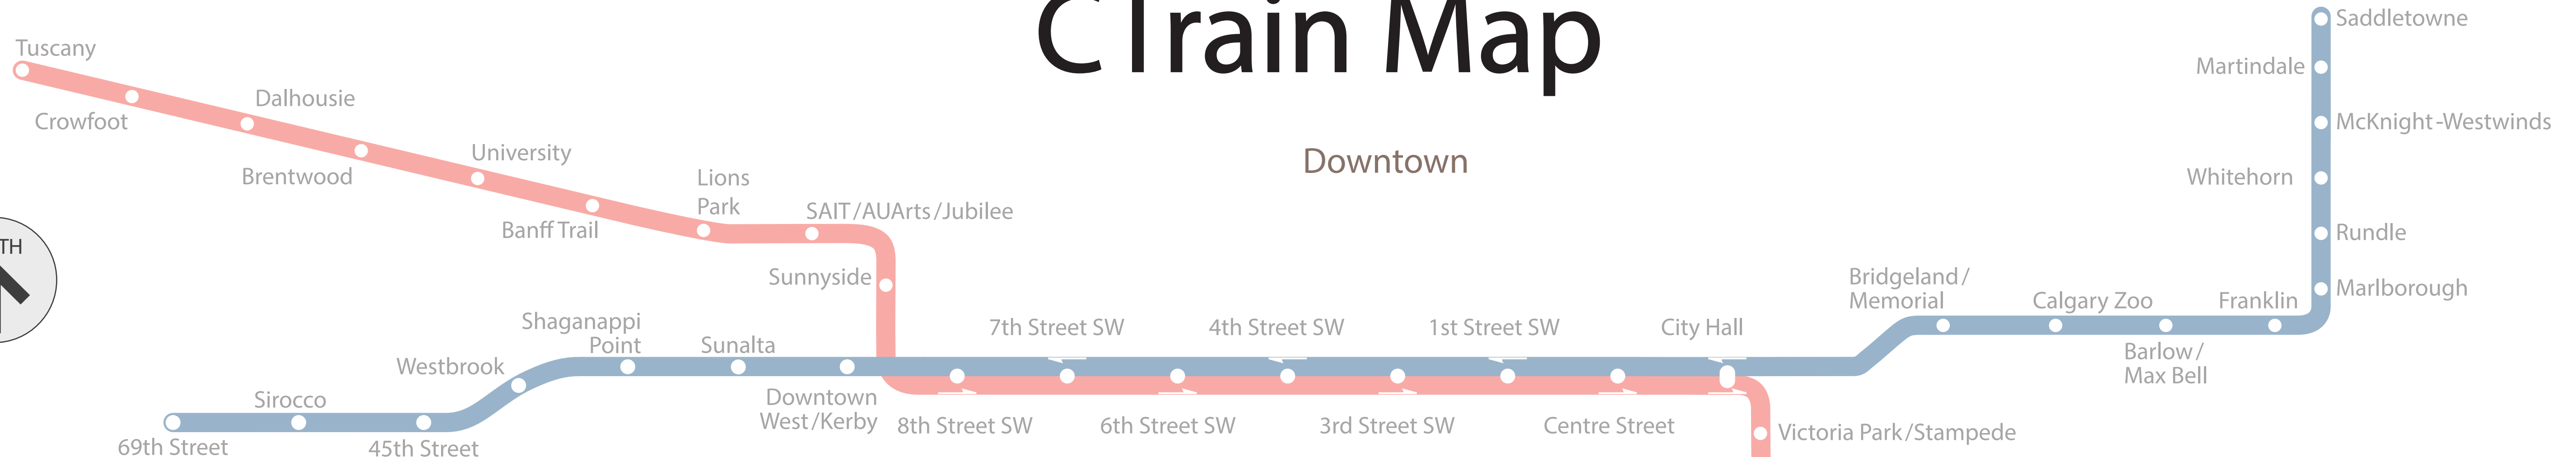 CTrain Map
Downtown
TH
Tuscany
Crowfoot
Dalhousie
Brentwood
University
Banff Trail
Lions
Park
SAIT/AUArts/Jubilee
Sunnyside
69th Street
Sirocco
45th Street
Westbrook
Shaganappi
Point
Sunalta
Downtown
West/Kerby
8th Street SW
7th Street SW
6th Street SW
4th Street SW
3rd Street SW
1st Street SW
Centre Street
City Hall
Victoria Park/Stampede
Bridgeland/
Memorial
Calgary Zoo
Barlow/
Max Bell
Franklin
Marlborough
Rundle
Whitehorn
McKnight-Westwinds
Martindale
Saddletowne